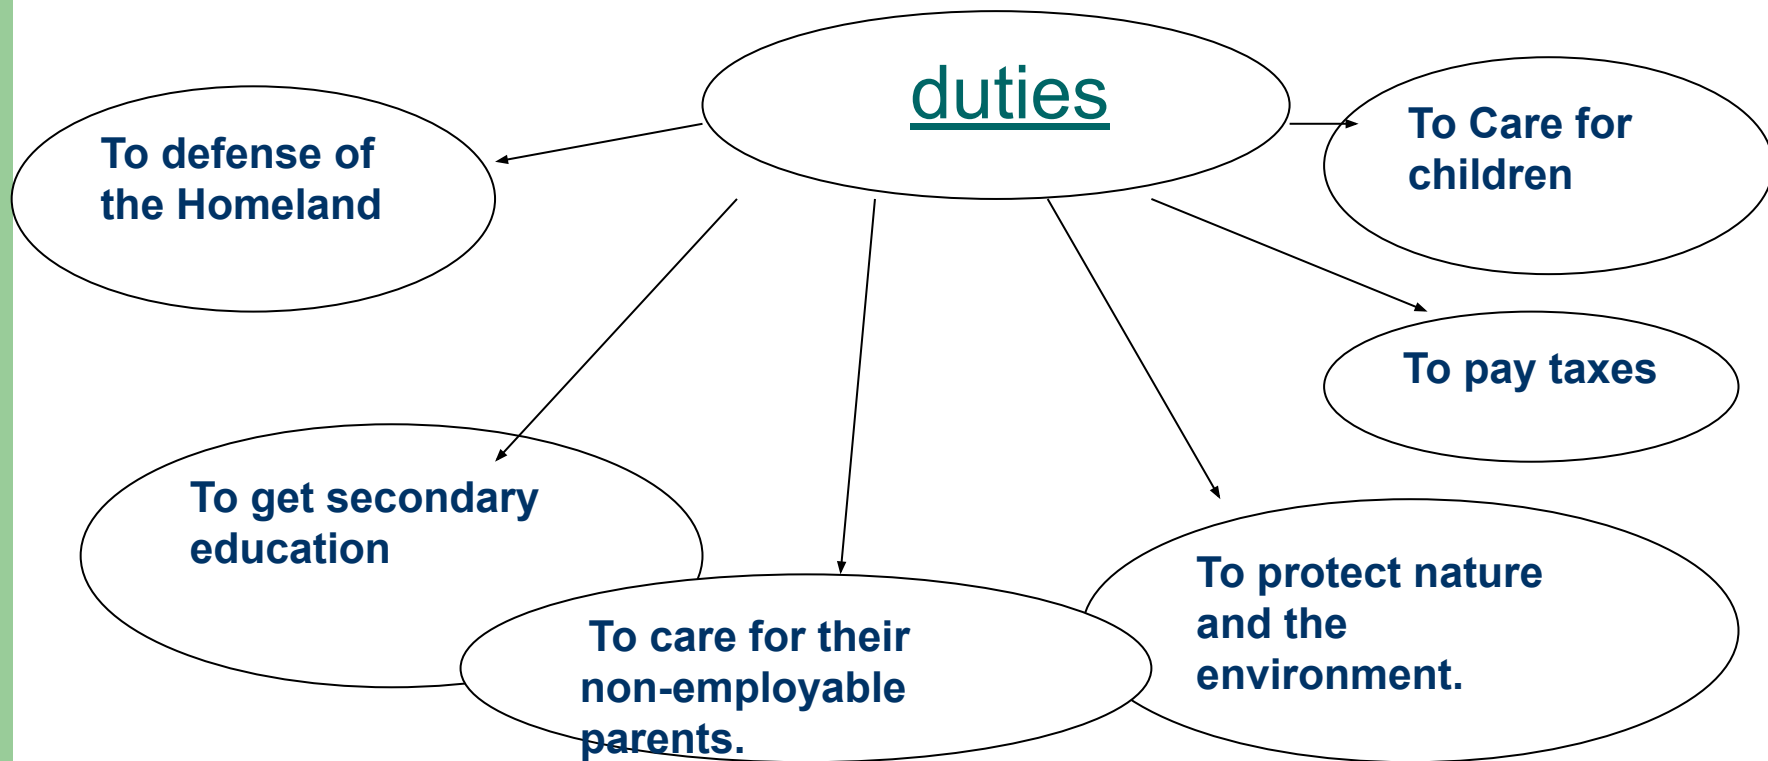 duties
To defense of
the Homeland
To Care for
children
To pay taxes
To get secondary
education
To care for their
non-employable
parents.
To protect nature
and the
environment.